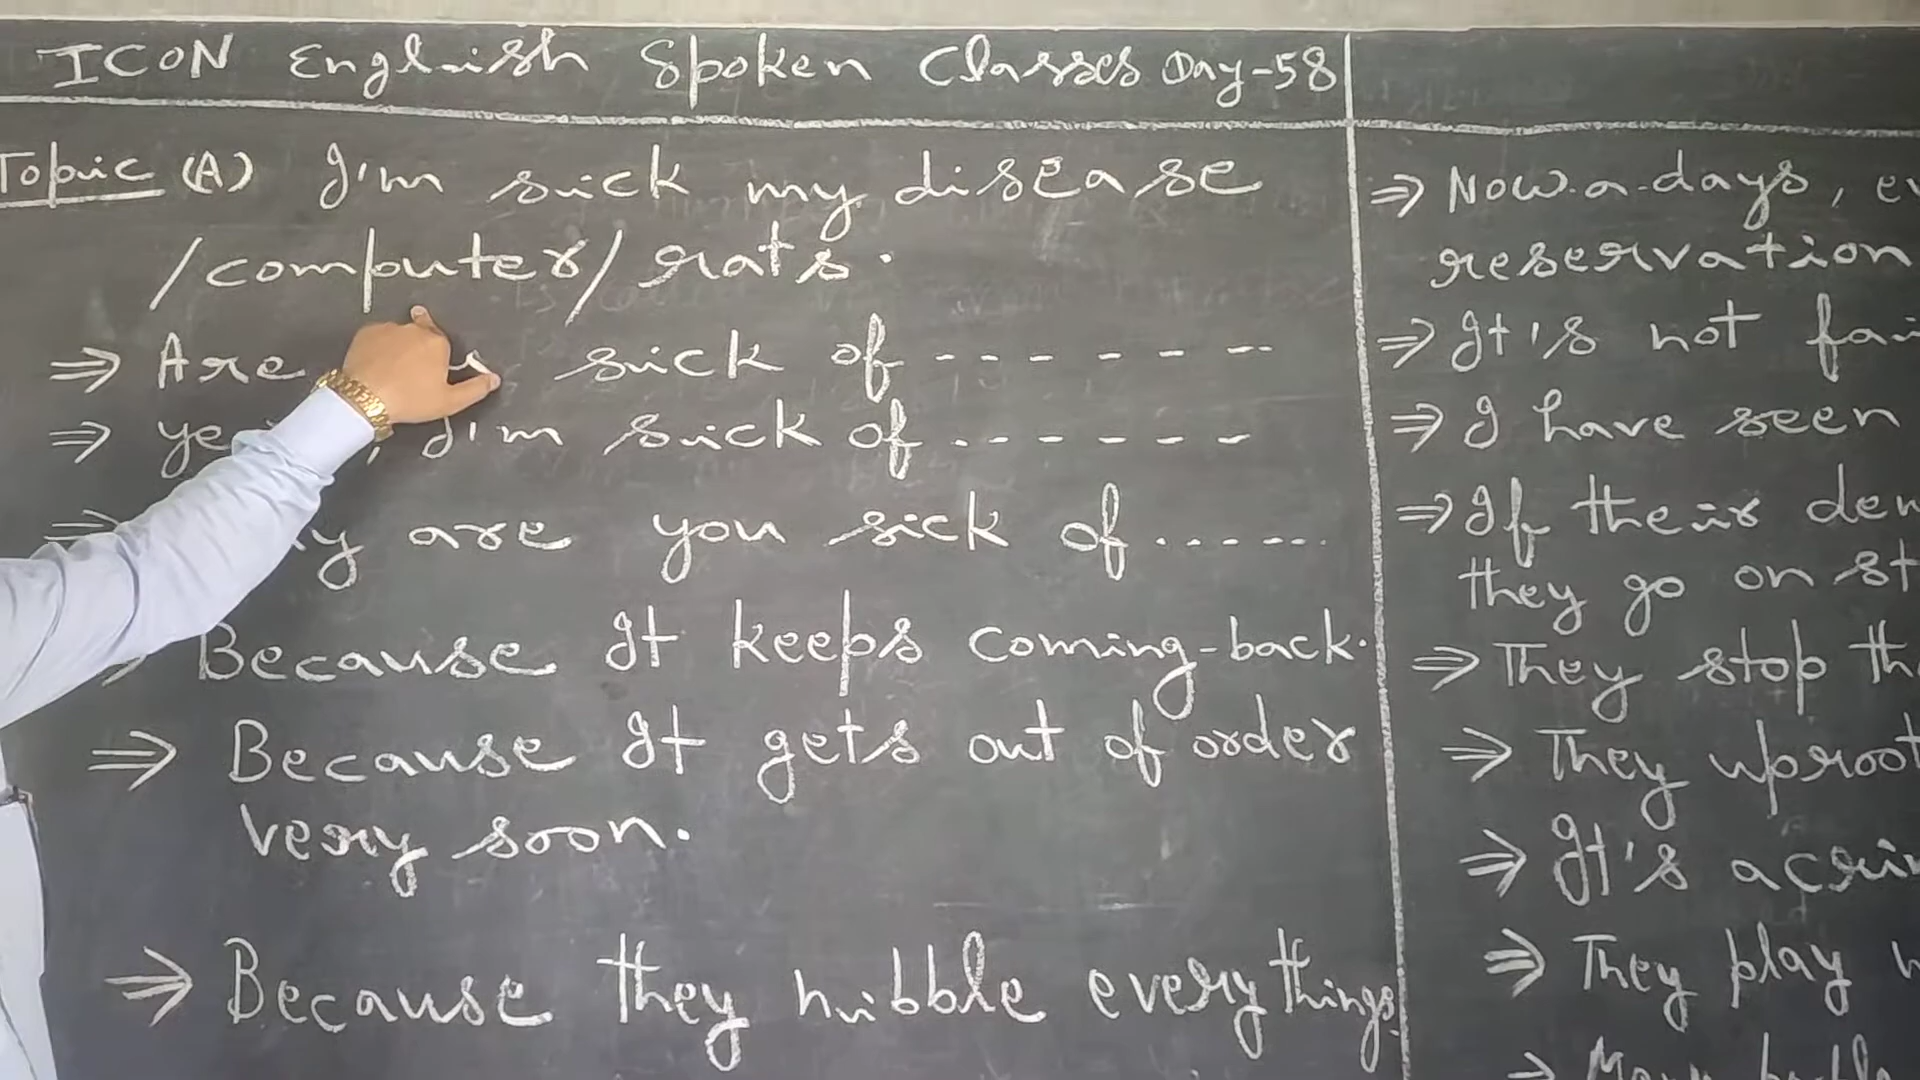 ICON English Spoken Classes Day-58
Topic (A) I'm sick my disease
/computer/ rats.
⇒ Are sick of ------
⇒ I'm sick of ------
are you sick of ......
Because It keeps coming-back.
⇒ Because It gets out of order
very soon.
⇒ Because they nibble everythings.
⇒ Now-a-days,
reservation
⇒ It's not
⇒ I have seen
⇒ If their
they go on
⇒ They stop
⇒ They uproot
⇒ It's a
⇒ They play